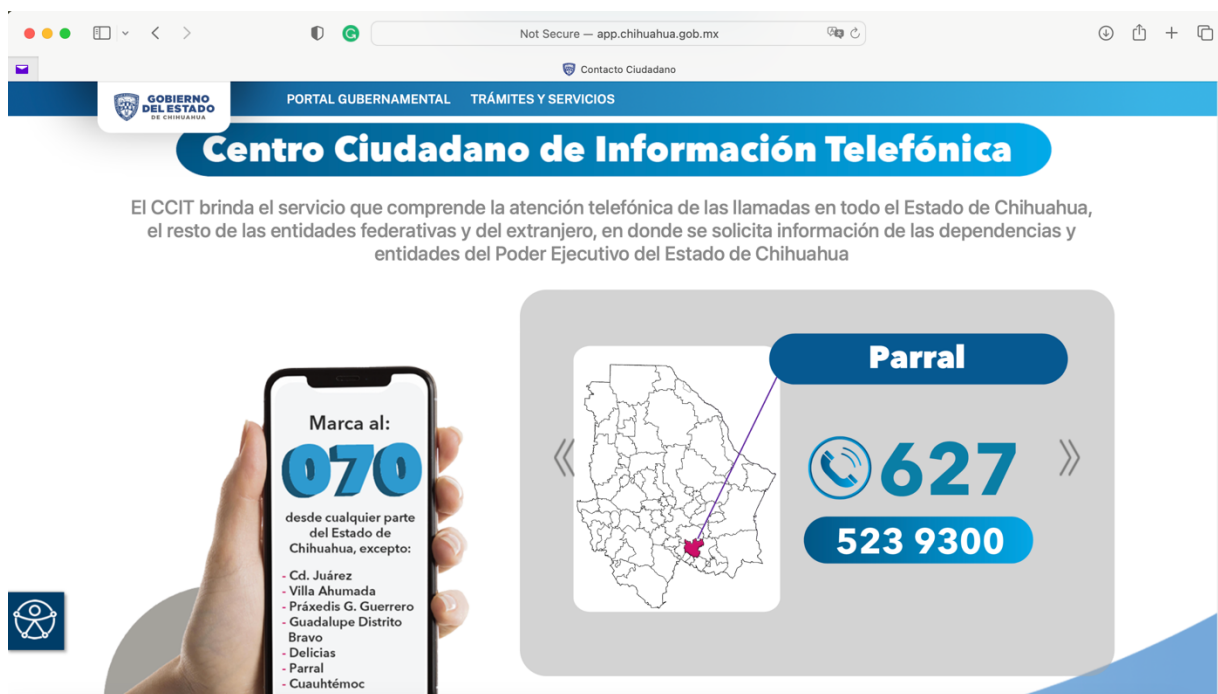 Not Secure — app.chihuahua.gob.mx
Contacto Ciudadano
GOBIERNO
DEL ESTADO
DE CHIHUAHUA
PORTAL GUBERNAMENTAL TRÁMITES Y SERVICIOS
Centro Ciudadano de Información Telefónica
El CCIT brinda el servicio que comprende la atención telefónica de las llamadas en todo el Estado de Chihuahua,
el resto de las entidades federativas y del extranjero, en donde se solicita información de las dependencias y
entidades del Poder Ejecutivo del Estado de Chihuahua
Marca al:
070
desde cualquier parte
del Estado de
Chihuahua, excepto:
- Cd. Juárez
- Villa Ahumada
- Práxedis G. Guerrero
- Guadalupe Distrito
Bravo
- Delicias
- Parral
- Cuauhtémoc
Parral
627
523 9300